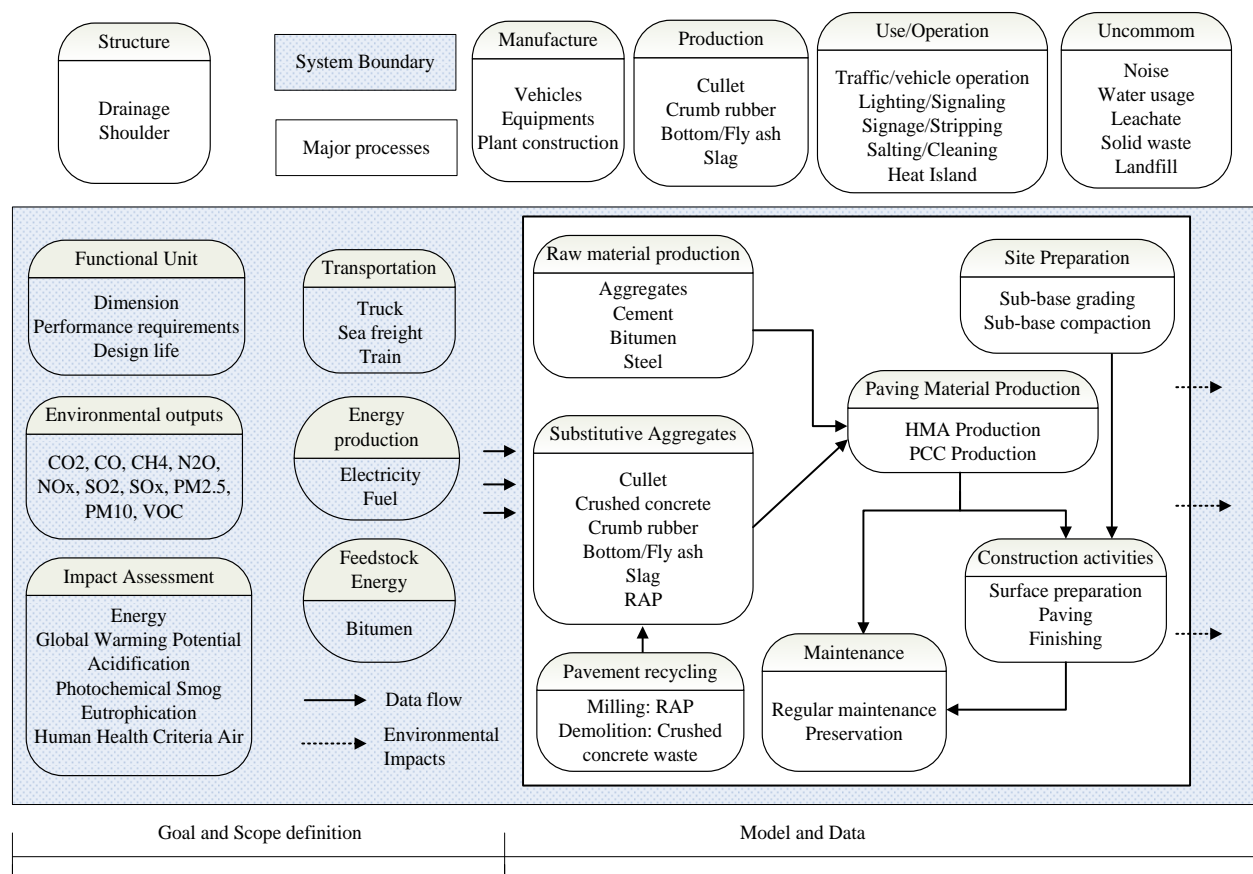 Structure
Drainage
Shoulder
System Boundary
Major processes
Manufacture
Vehicles
Equipments
Plant construction
Production
Cullet
Crumb rubber
Bottom/Fly ash
Slag
Use/Operation
Traffic/vehicle operation
Lighting/Signaling
Signage/Stripping
Salting/Cleaning
Heat Island
Uncommom
Noise
Water usage
Leachate
Solid waste
Landfill
Functional Unit
Dimension
Performance requirements
Design life
Environmental outputs
CO2, CO, CH4, N2O,
NOx, SO2, SOx, PM2.5,
PM10, VOC
Impact Assessment
Energy
Global Warming Potential
Acidification
Photochemical Smog
Eutrophication
Human Health Criteria Air
Transportation
Truck
Sea freight
Train
Energy
production
Electricity
Fuel
Feedstock
Energy
Bitumen
Data flow
Environmental
Impacts
Raw material production
Aggregates
Cement
Bitumen
Steel
Substitutive Aggregates
Cullet
Crushed concrete
Crumb rubber
Bottom/Fly ash
Slag
RAP
Pavement recycling
Milling: RAP
Demolition: Crushed
concrete waste
Site Preparation
Sub-base grading
Sub-base compaction
Paving Material Production
HMA Production
PCC Production
Construction activities
Surface preparation
Paving
Finishing
Maintenance
Regular maintenance
Preservation
Goal and Scope definition
Model and Data